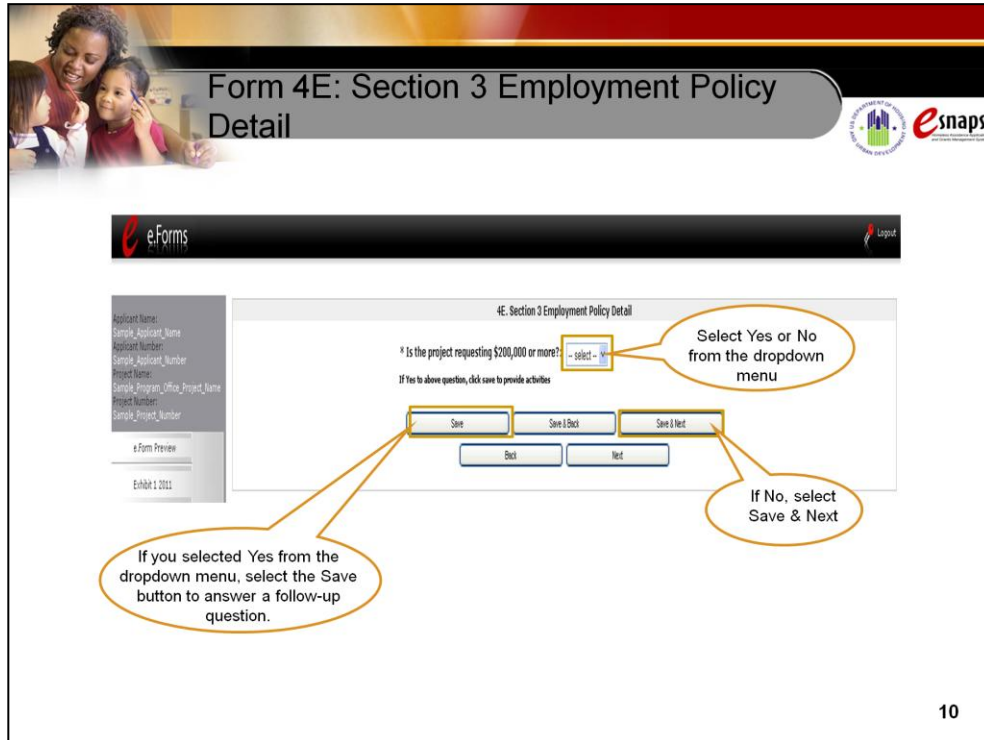 Form 4E: Section 3 Employment Policy
Detail
esnaps
e.Forms
Logout
Applicant Name:
Sample_Applicant_Name
Applicant Number:
Sample_Applicant_Number
Project Name:
Sample_Program_Office_Project_Name
Project Number:
Sample_Project_Number
e.Form Preview
Exhibit 1 2011
4E. Section 3 Employment Policy Detail
* Is the project requesting $200,000 or more?:
-- select --
If Yes to above question, click save to provide activities
Save
Save & Back
Save & Next
Back
Next
Select Yes or No
from the dropdown
menu
If No, select
Save & Next
If you selected Yes from the
dropdown menu, select the Save
button to answer a follow-up
question.
10